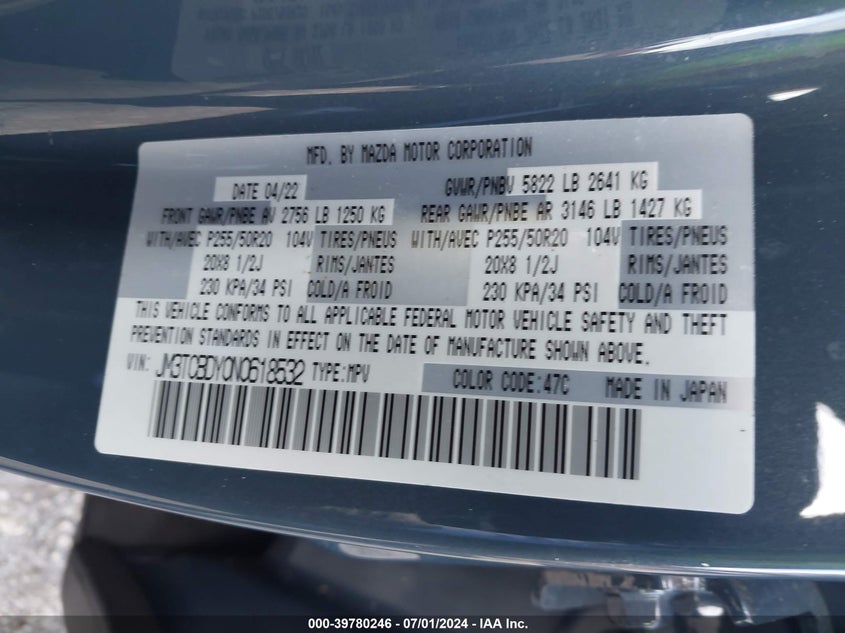 MFD. BY MAZDA MOTOR CORPORATION
DATE 04/22 GVWR/PNBV 5822 LB 2641 KG
FRONT GAWR/PNBE AV 2756 LB 1250 KG REAR GAWR/PNBE AR 3146 LB 1427 KG
WITH/AVEC P255/50R20 104V TIRES/PNEUS WITH/AVEC P255/50R20 104V TIRES/PNEUS
20X8 1/2J RIMS/JANTES 20X8 1/2J RIMS/JANTES
230 KPA/34 PSI COLD/A FROID 230 KPA/34 PSI COLD/A FROID
THIS VEHICLE CONFORMS TO ALL APPLICABLE FEDERAL MOTOR VEHICLE SAFETY AND THEFT
PREVENTION STANDARDS IN EFFECT ON THE DATE OF MANUFACTURE SHOWN ABOVE.
VIN: JM3TCBDY0N0618532 TYPE:MPV COLOR CODE:47C MADE IN JAPAN
000-39780246 - 07/01/2024 - IAA Inc.